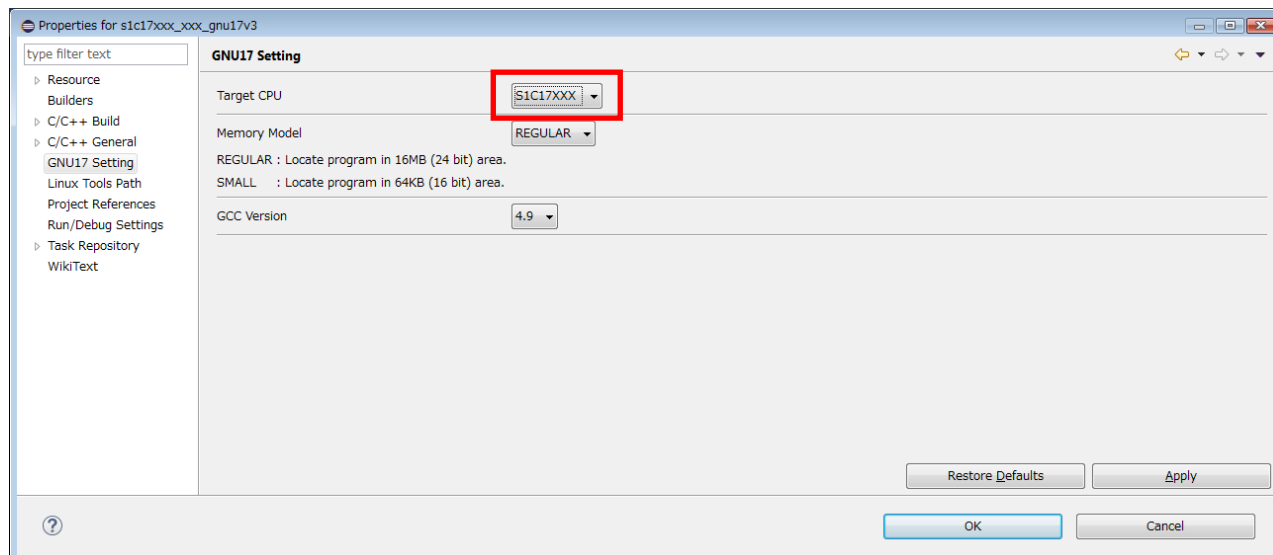 Properties for s1c17xxx_xxx_gnu17v3
type filter text
GNU17 Setting
Resource
Builders
C/C++ Build
C/C++ General
GNU17 Setting
Linux Tools Path
Project References
Run/Debug Settings
Task Repository
WikiText
Target CPU S1C17XXX
Memory Model REGULAR
REGULAR : Locate program in 16MB (24 bit) area.
SMALL : Locate program in 64KB (16 bit) area.
GCC Version 4.9
Restore Defaults Apply
? OK Cancel